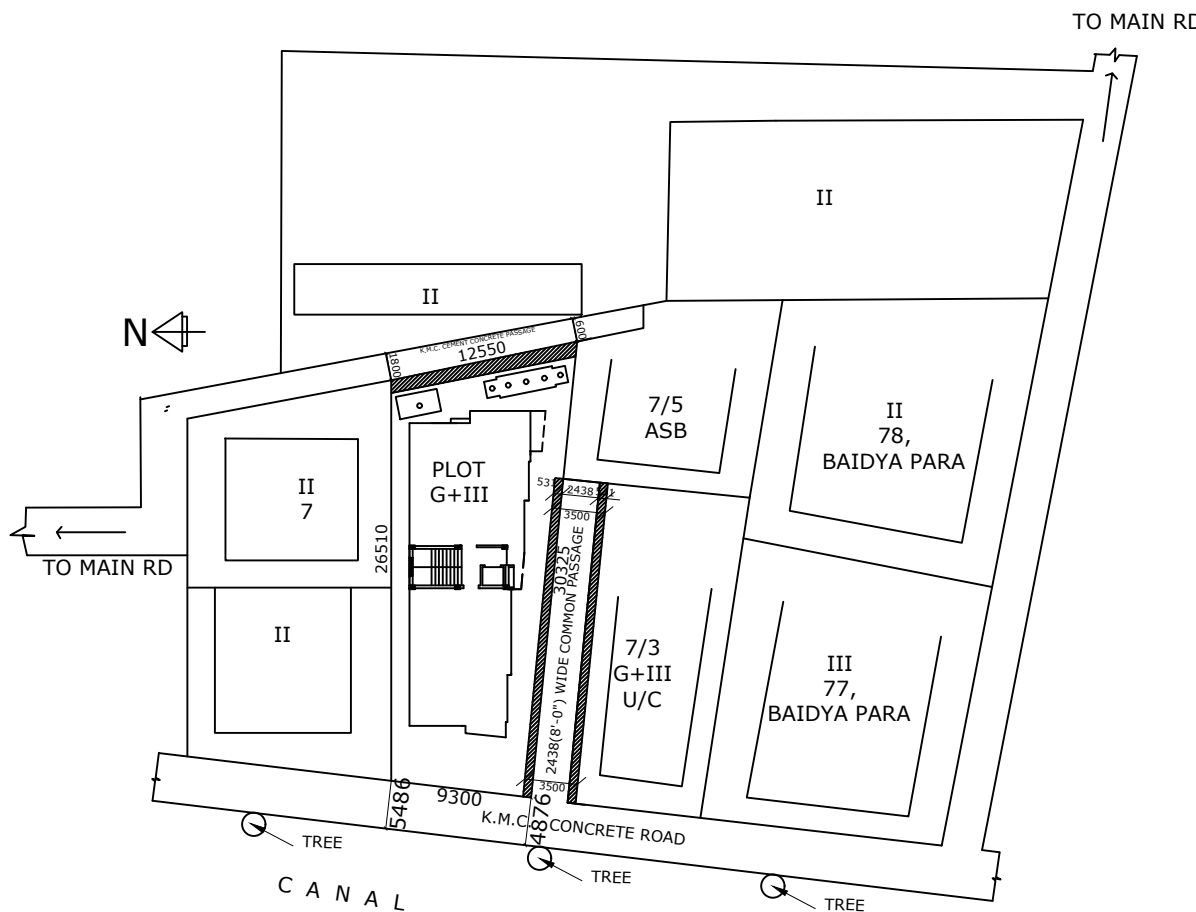 TO MAIN RD
II
II
N
K.M.C. CEMENT CONCRETE PASSAGE
12550
1800
600
7/5
ASB
II
78,
BAIDYA PARA
PLOT
G+III
II
7
26510
2438
3500
30325
2438(8'-0") WIDE COMMON PASSAGE
TO MAIN RD
II
7/3
G+III
U/C
III
77,
BAIDYA PARA
3500
5486
9300
4876
K.M.C. CONCRETE ROAD
TREE
TREE
TREE
CANAL